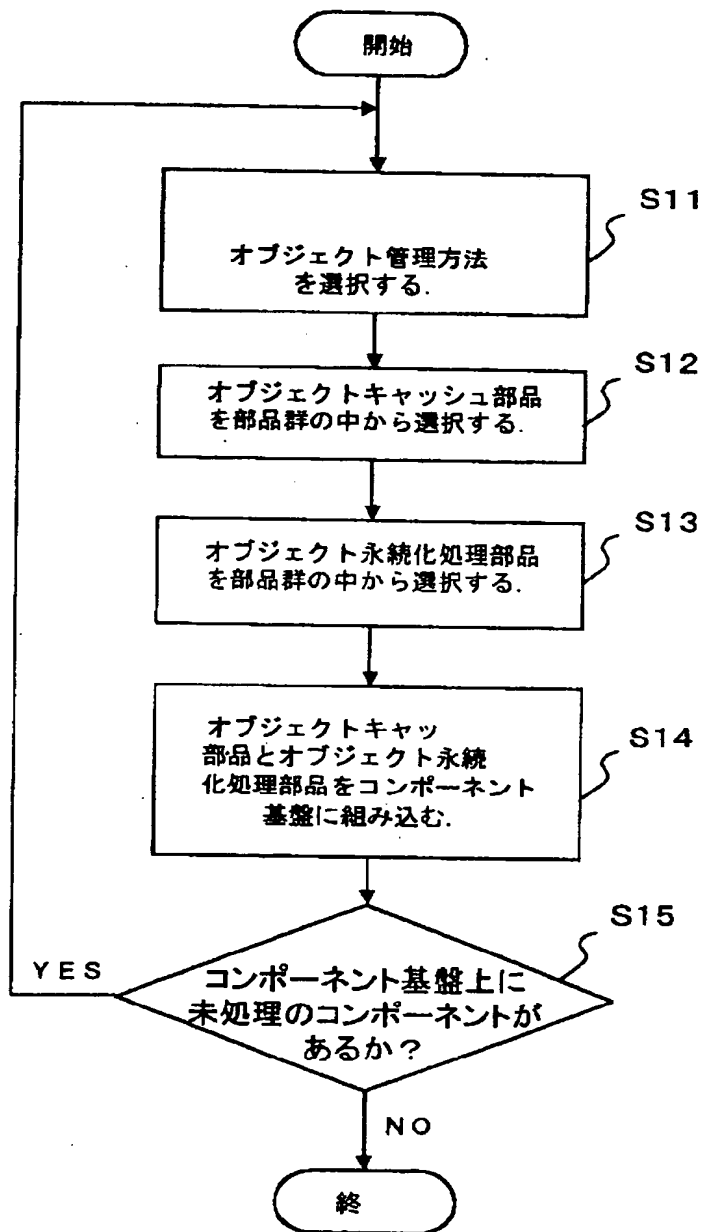 開始
S11
オブジェクト管理方法
を選択する.
S12
オブジェクトキャッシュ部品
を部品群の中から選択する.
S13
オブジェクト永続化処理部品
を部品群の中から選択する.
S14
オブジェクトキャッ
部品とオブジェクト永続
化処理部品をコンポーネント
基盤に組み込む.
S15
コンポーネント基盤上に
未処理のコンポーネントが
あるか？
YES
NO
終